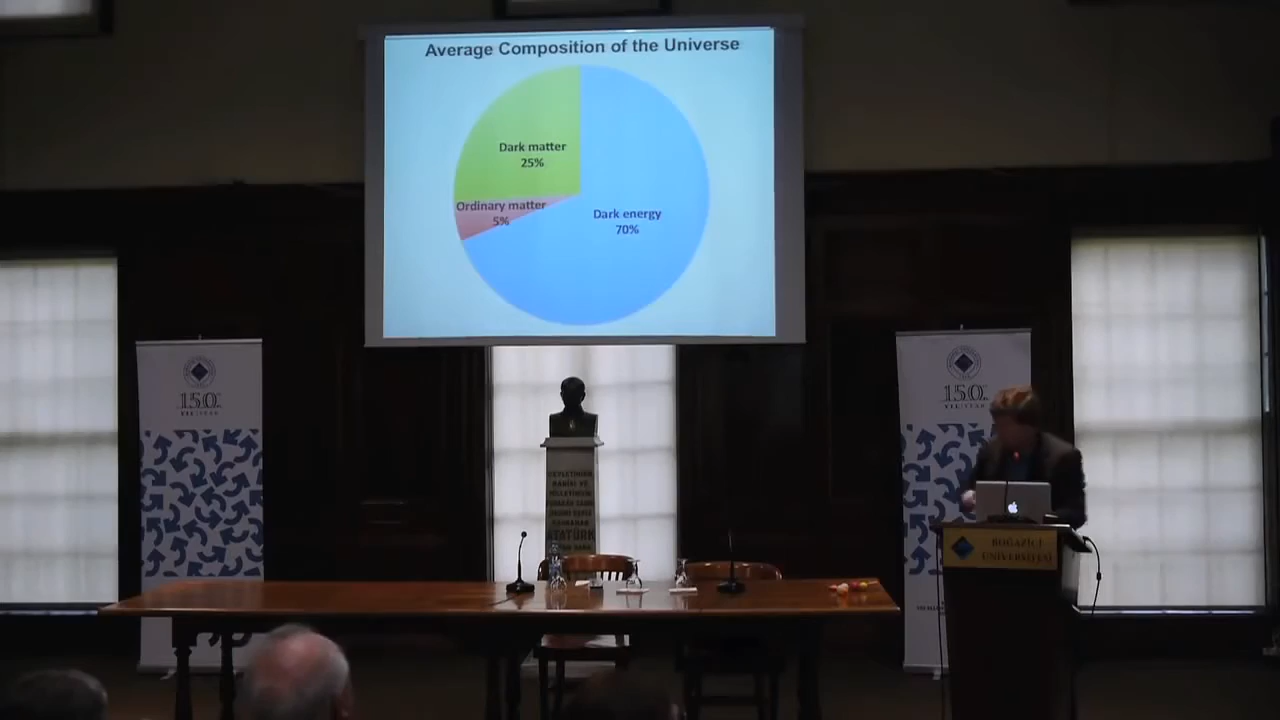 Average Composition of the Universe
Dark matter
25%
Ordinary matter
5%
Dark energy
70%
150.
150.
ATATÜRK
BOĞAZİÇİ
ÜNİVERSİTESİ